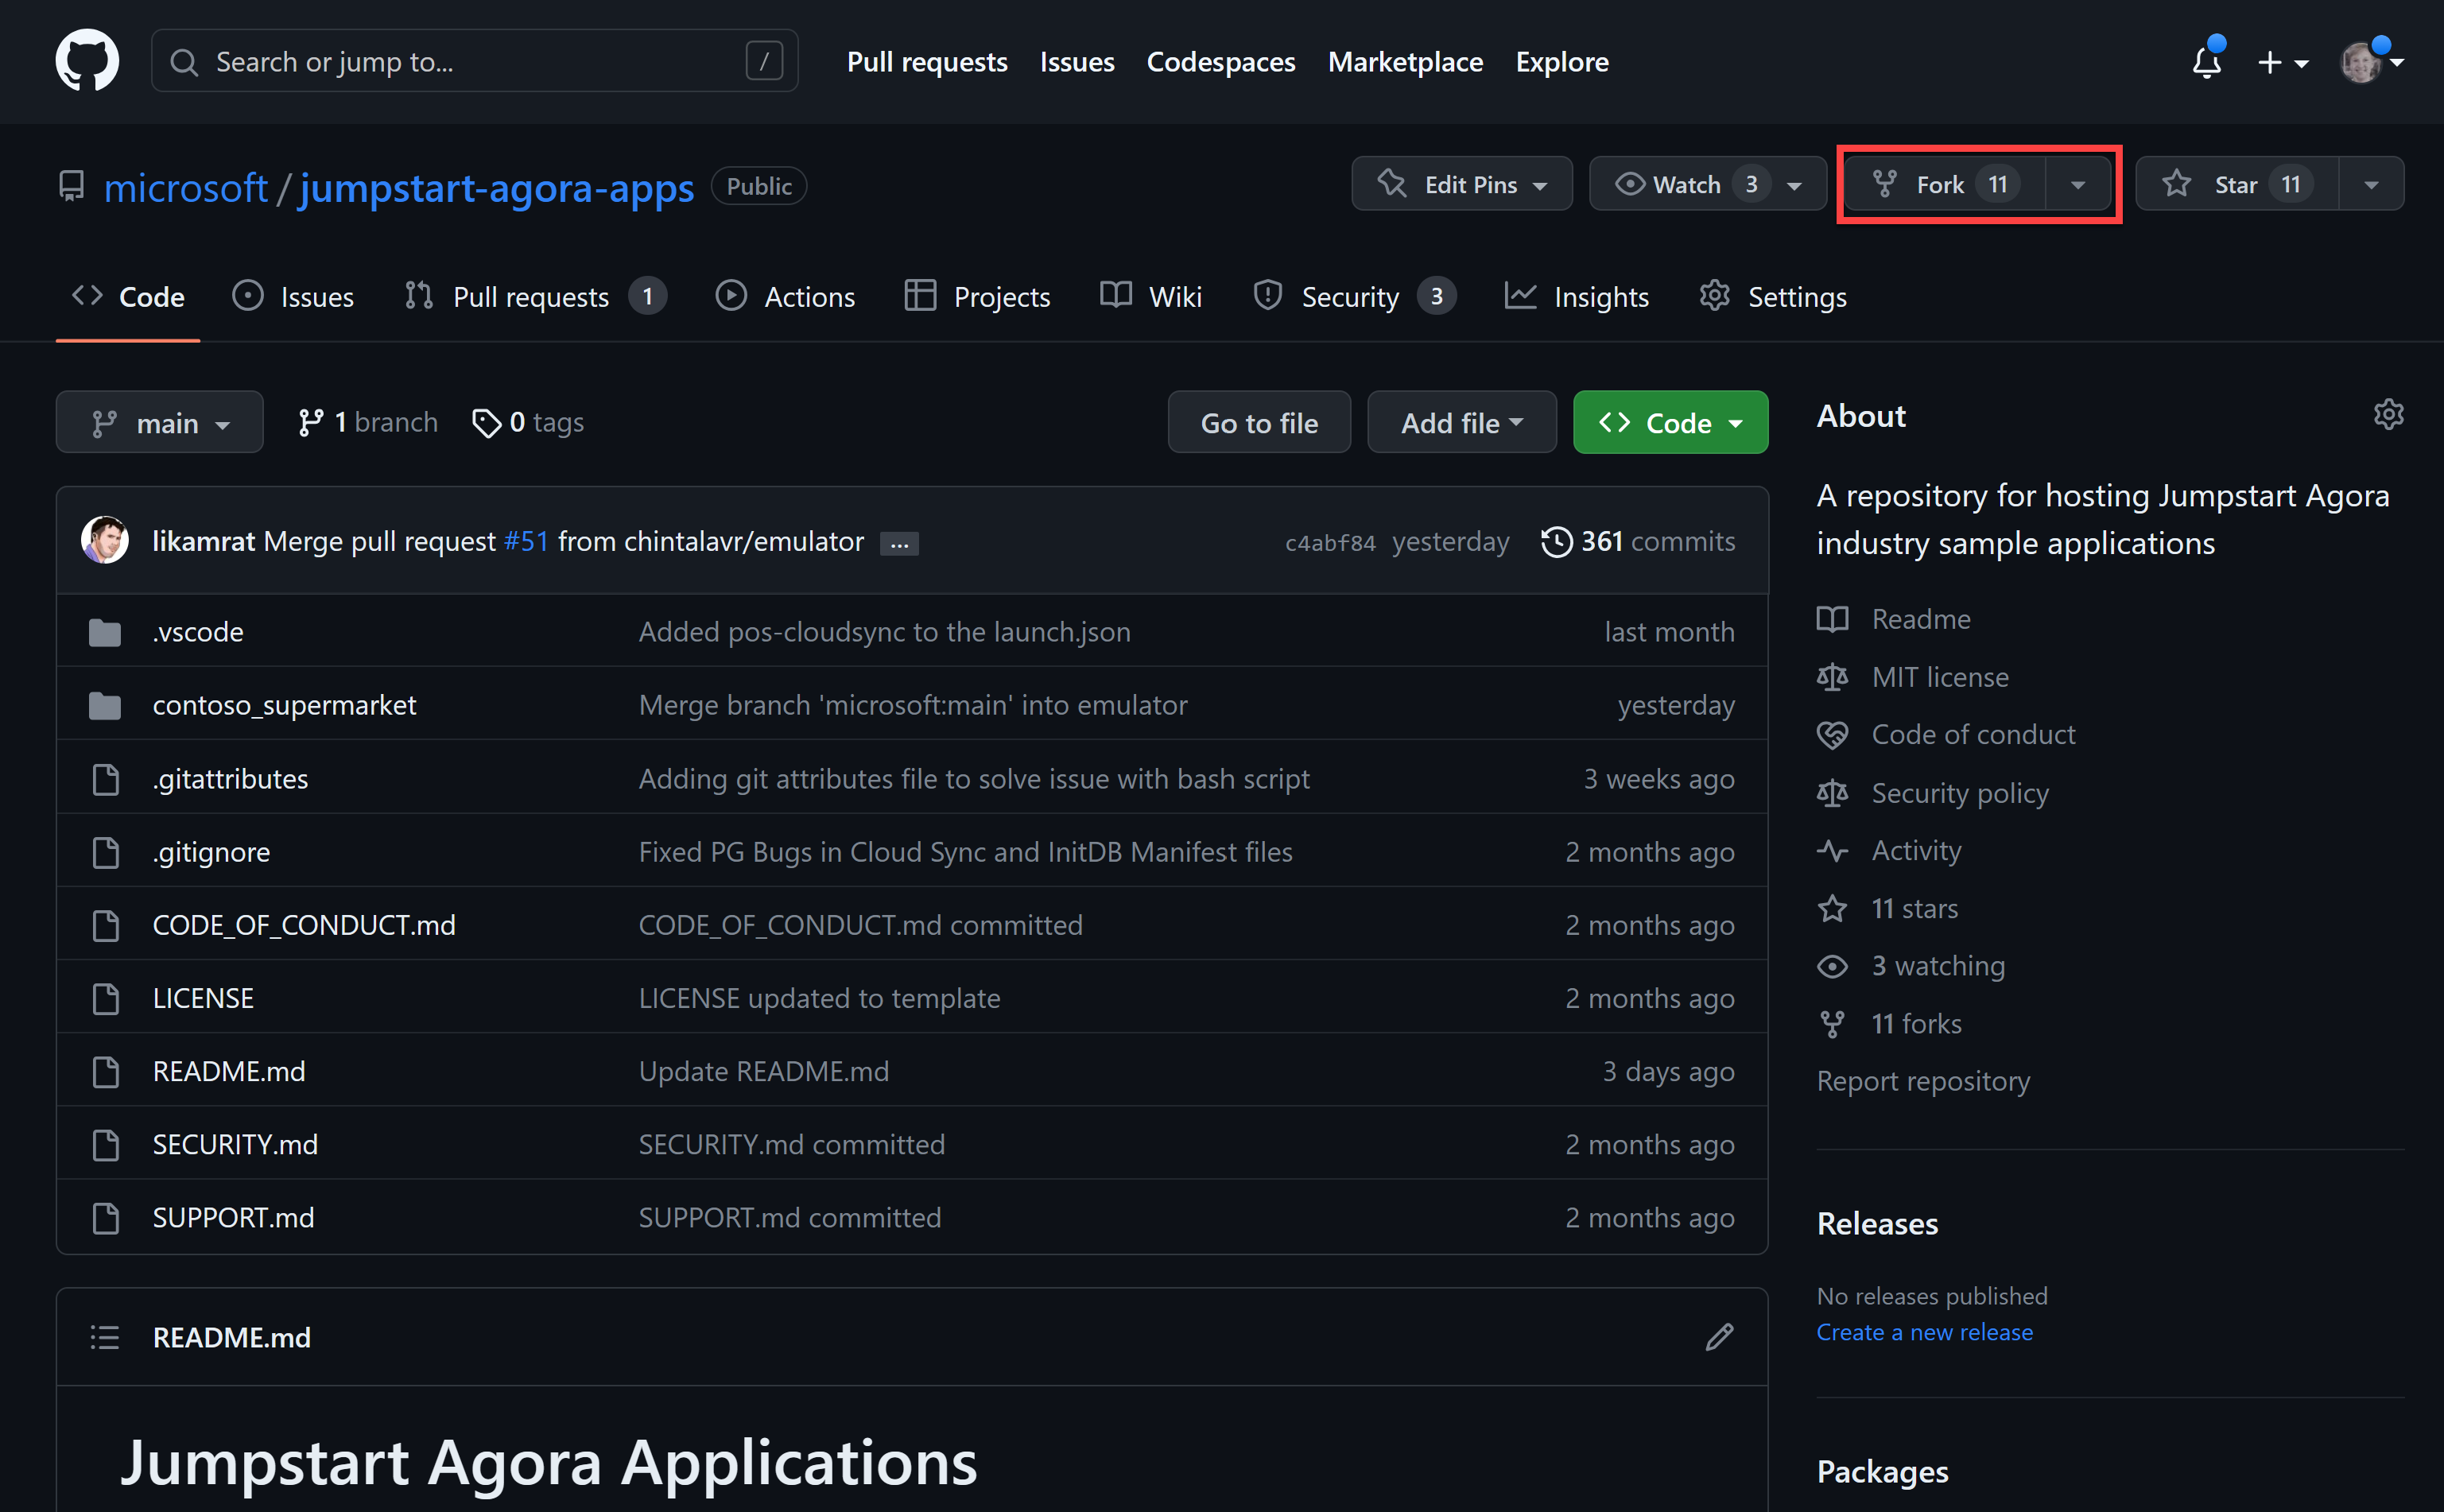 Search or jump to... /
Pull requests Issues Codespaces Marketplace Explore
microsoft / jumpstart-agora-apps Public
Edit Pins Watch 3 Fork 11 Star 11
Code Issues Pull requests 1 Actions Projects Wiki Security 3 Insights Settings
main 1 branch 0 tags Go to file Add file Code
likamrat Merge pull request #51 from chintalavr/emulator ... c4abf84 yesterday 361 commits
.vscode Added pos-cloudsync to the launch.json last month
contoso_supermarket Merge branch 'microsoft:main' into emulator yesterday
.gitattributes Adding git attributes file to solve issue with bash script 3 weeks ago
.gitignore Fixed PG Bugs in Cloud Sync and InitDB Manifest files 2 months ago
CODE_OF_CONDUCT.md CODE_OF_CONDUCT.md committed 2 months ago
LICENSE LICENSE updated to template 2 months ago
README.md Update README.md 3 days ago
SECURITY.md SECURITY.md committed 2 months ago
SUPPORT.md SUPPORT.md committed 2 months ago
README.md
Jumpstart Agora Applications
About
A repository for hosting Jumpstart Agora
industry sample applications
Readme
MIT license
Code of conduct
Security policy
Activity
11 stars
3 watching
11 forks
Report repository
Releases
No releases published
Create a new release
Packages